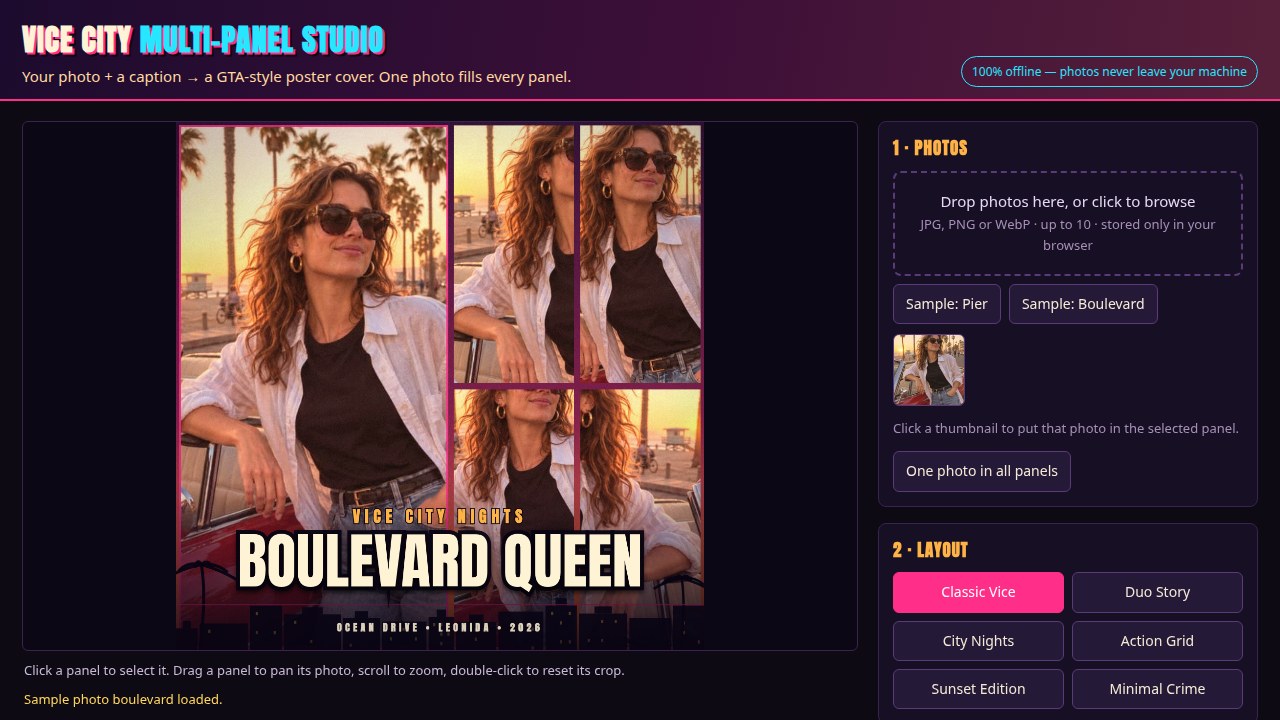 VICE CITY MULTI-PANEL STUDIO
Your photo + a caption → a GTA-style poster cover. One photo fills every panel.
100% offline — photos never leave your machine
VICE CITY NIGHTS
BOULEVARD QUEEN
OCEAN DRIVE • LEONIDA • 2026
Click a panel to select it. Drag a panel to pan its photo, scroll to zoom, double-click to reset its crop.
Sample photo boulevard loaded.
1 · PHOTOS
Drop photos here, or click to browse
JPG, PNG or WebP · up to 10 · stored only in your
browser
Sample: Pier
Sample: Boulevard
Click a thumbnail to put that photo in the selected panel.
One photo in all panels
2 · LAYOUT
Classic Vice
Duo Story
City Nights
Action Grid
Sunset Edition
Minimal Crime